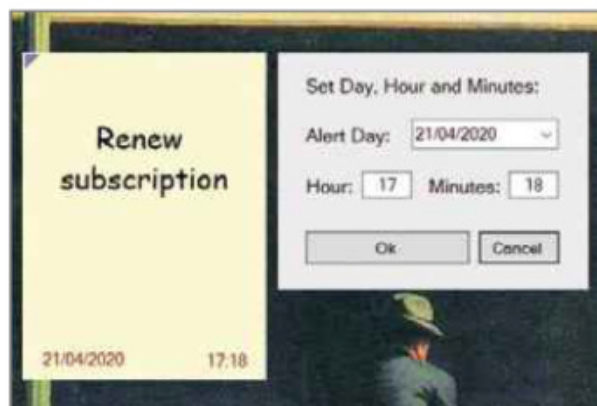 Renew
subscription
21/04/2020 17:18
Set Day, Hour and Minutes:
Alert Day: 21/04/2020
Hour: 17 Minutes: 18
Ok Cancel